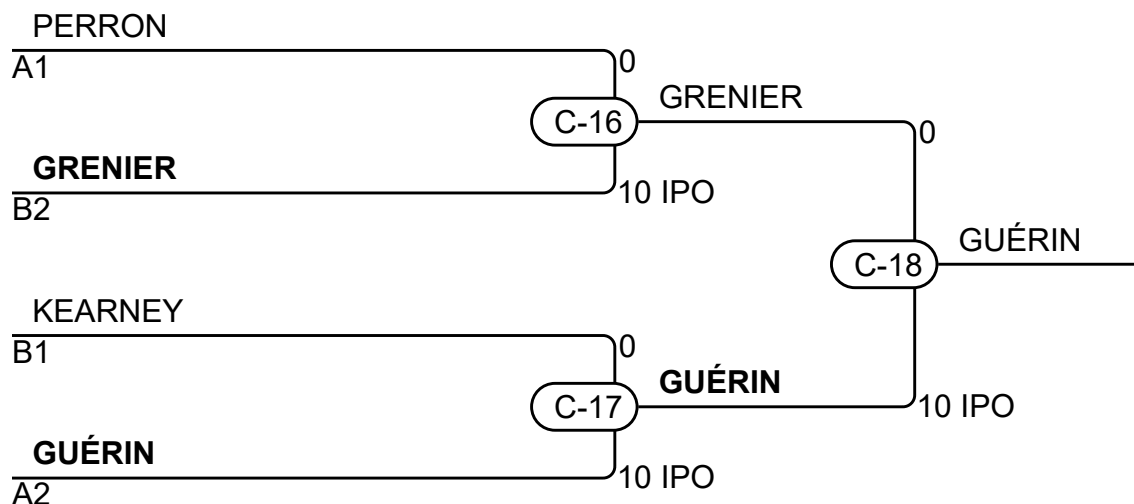 PERRON
A1
0
C-16
GRENIER
0
GRENIER
10 IPO
B2
C-18
GUÉRIN
KEARNEY
B1
0
C-17
GUÉRIN
10 IPO
GUÉRIN
10 IPO
A2